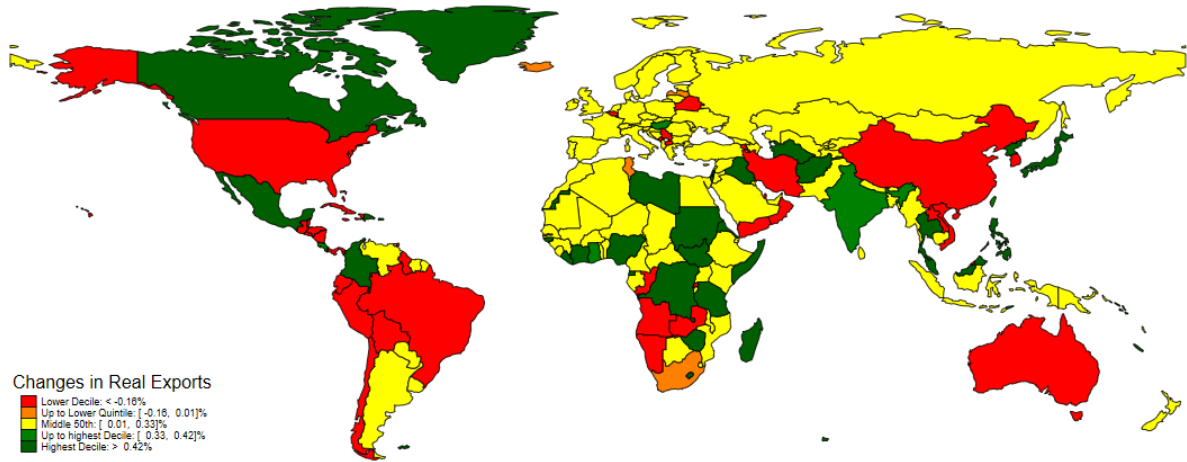 Changes in Real Exports
Lower Decile: < -0.16%
Up to Lower Quintile: [ -0.16, 0.01]%
Middle 50th: [ 0.01, 0.33]%
Up to highest Decile: [ 0.33, 0.42]%
Highest Decile: > 0.42%